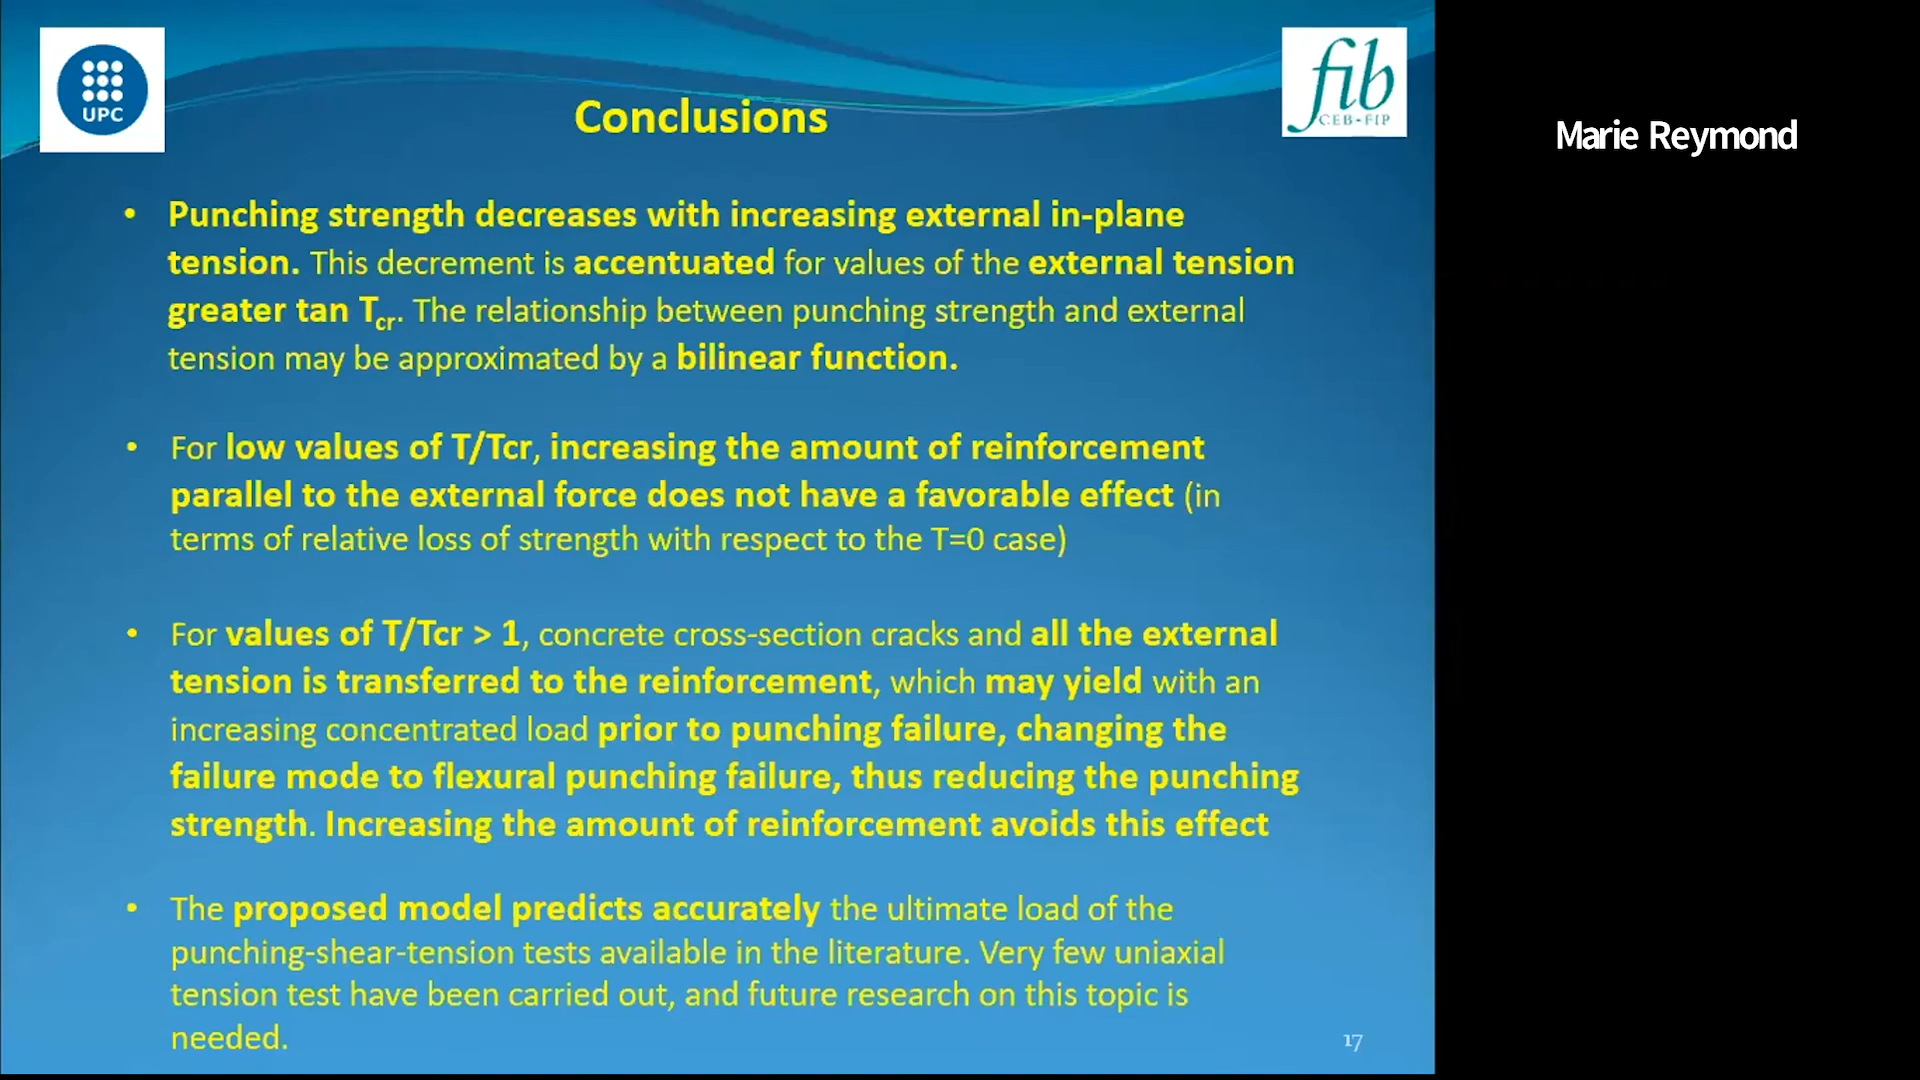 UPC
fib
CEB-FIP
Conclusions
Marie Reymond
• Punching strength decreases with increasing external in-plane
tension. This decrement is accentuated for values of the external tension
greater tan Tcr. The relationship between punching strength and external
tension may be approximated by a bilinear function.
• For low values of T/Tcr, increasing the amount of reinforcement
parallel to the external force does not have a favorable effect (in
terms of relative loss of strength with respect to the T=0 case)
• For values of T/Tcr > 1, concrete cross-section cracks and all the external
tension is transferred to the reinforcement, which may yield with an
increasing concentrated load prior to punching failure, changing the
failure mode to flexural punching failure, thus reducing the punching
strength. Increasing the amount of reinforcement avoids this effect
• The proposed model predicts accurately the ultimate load of the
punching-shear-tension tests available in the literature. Very few uniaxial
tension test have been carried out, and future research on this topic is
needed.
17